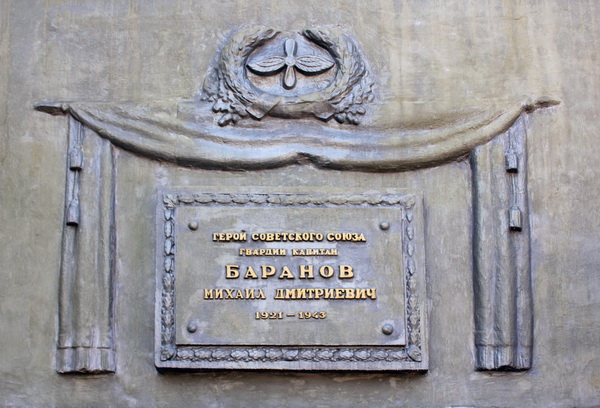 ГЕРОЙ СОВЕТСКОГО СОЮЗА
ГВАРДИИ КАПИТАН
БАРАНОВ
МИХАИЛ ДМИТРИЕВИЧ
1921 – 1943